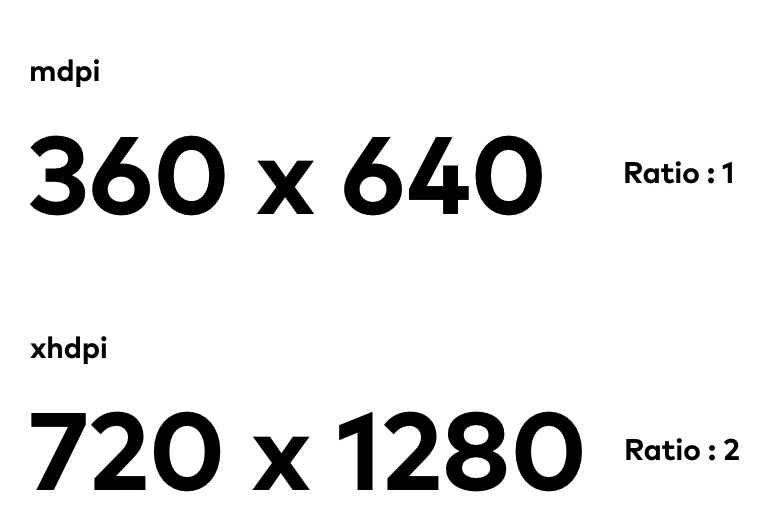 mdpi
360 x 640
Ratio : 1
xhdpi
720 x 1280
Ratio : 2